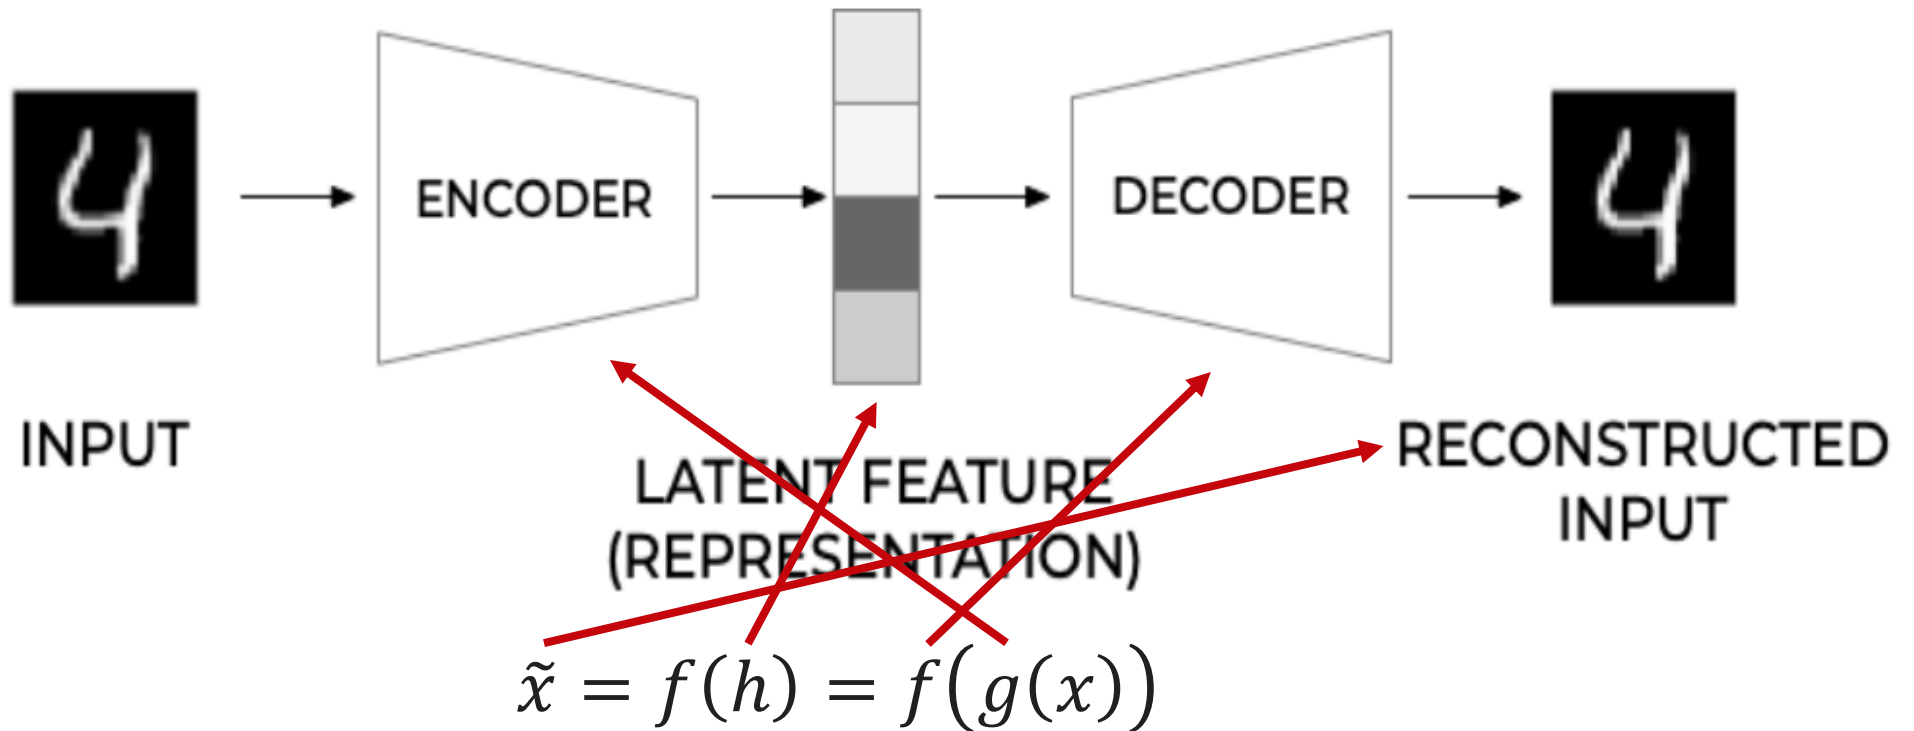 ENCODER
DECODER
INPUT
LATENT FEATURE
(REPRESENTATION)
RECONSTRUCTED
INPUT
x̃ = f(h) = f(g(x))